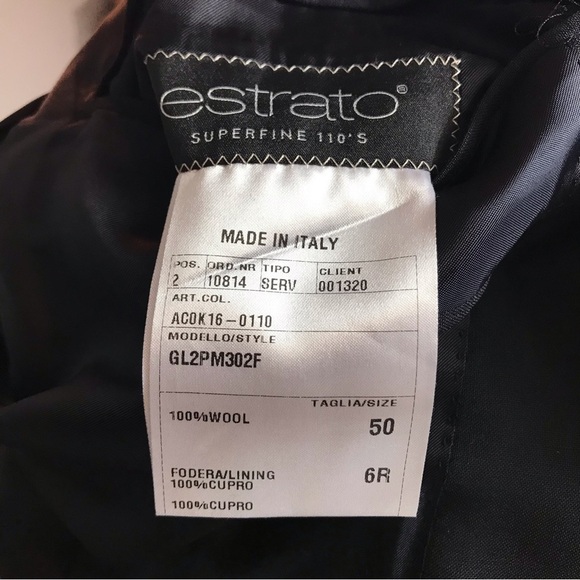 estrato®
SUPERFINE 110'S
MADE IN ITALY
POS. ORD.NR TIPO CLIENT
2 10814 SERV 001320
ART.COL.
AC0K16-0110
MODELLO/STYLE
GL2PM302F
TAGLIA/SIZE
100%WOOL 50
FODERA/LINING 6R
100%CUPRO
100%CUPRO